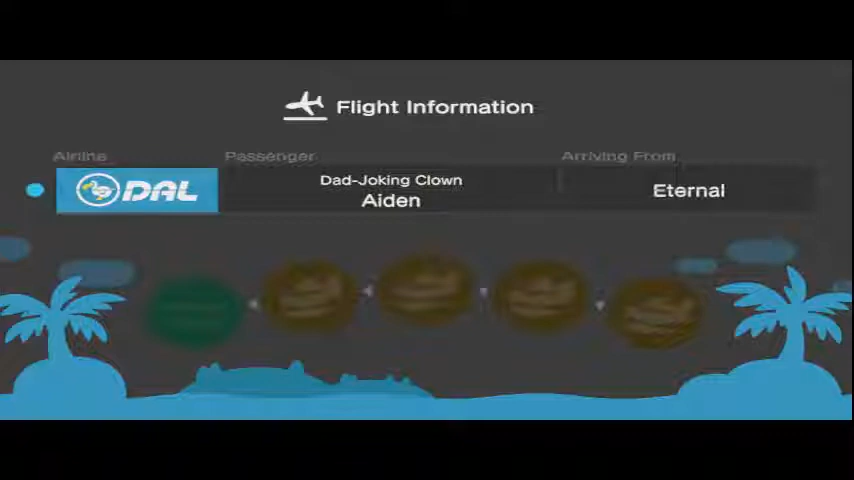 Flight Information
Airline Passenger Arriving From
DAL
Dad-Joking Clown
Aiden
Eternal